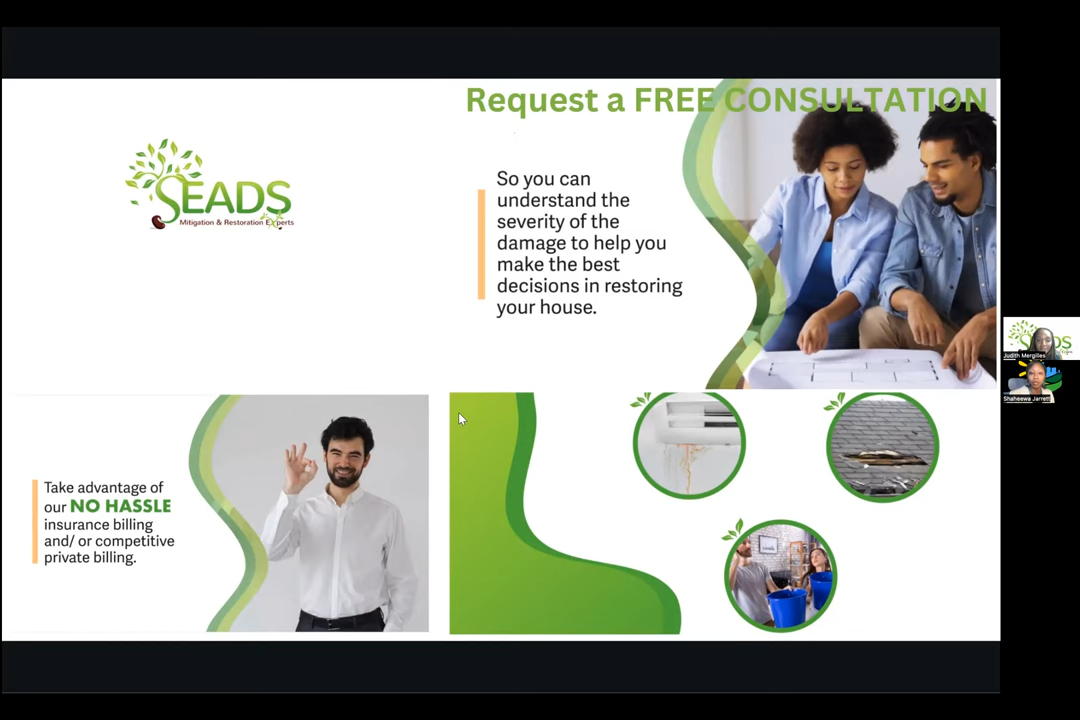 Request a FREE CONSULTATION
SEADS
Mitigation & Restoration Experts
So you can
understand the
severity of the
damage to help you
make the best
decisions in restoring
your house.
Take advantage of
our NO HASSLE
insurance billing
and/ or competitive
private billing.
Judith Mergilles
Shaheewa Jarrett